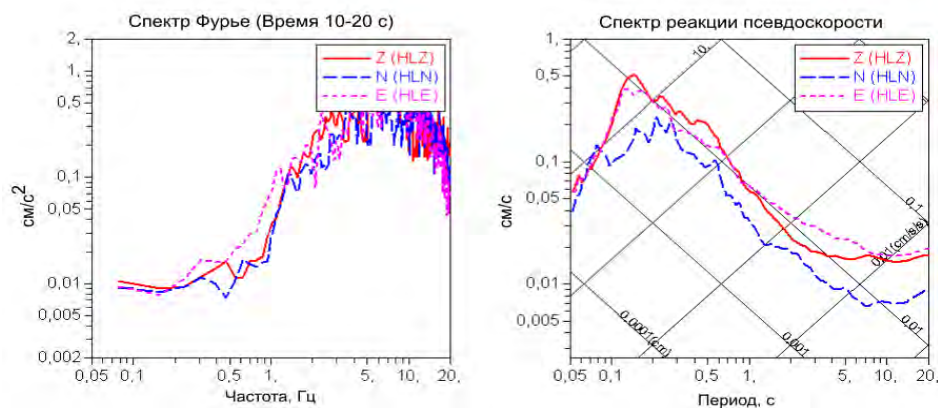 Спектр Фурье (Время 10-20 с)
2,
1,
0,5
0,1
0,05
0,01
0,005
0,002
см/с²
Z (HLZ)
N (HLN)
E (HLE)
0,05 0,1 0,5 1, 5, 10, 20,
Частота, Гц
Спектр реакции псевдоскорости
1,
0,5
0,1
0,05
0,01
0,005
см/с
10,
Z (HLZ)
N (HLN)
E (HLE)
0,1
0,01(cm/s/s)
0,01
0,001
0,0001(cm)
0,05 0,1 0,5 1, 5, 10, 20,
Период, с